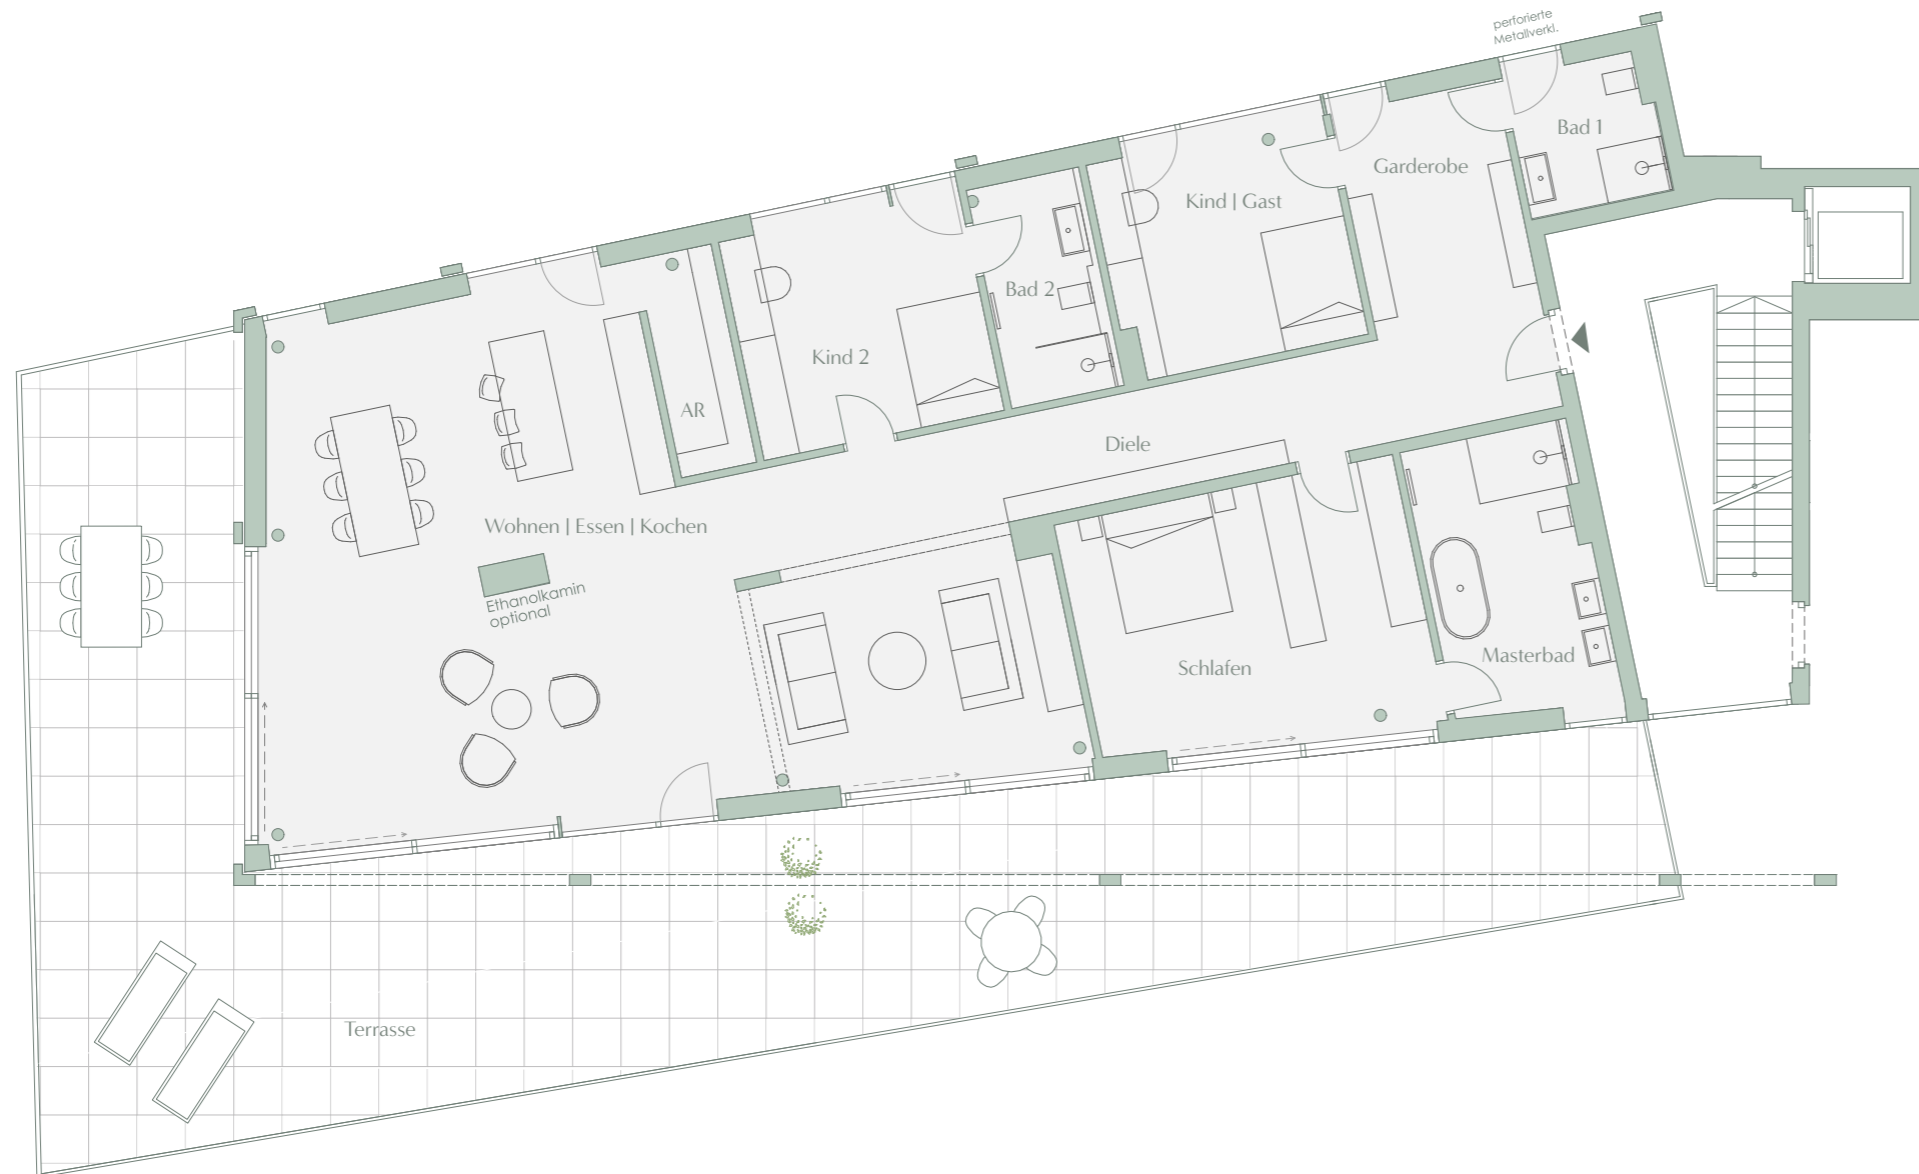 perforierte
Metallverkl.
Bad 1
Garderobe
Kind | Gast
Bad 2
Kind 2
AR
Diele
Wohnen | Essen | Kochen
Ethanolkamin
optional
Masterbad
Schlafen
Terrasse